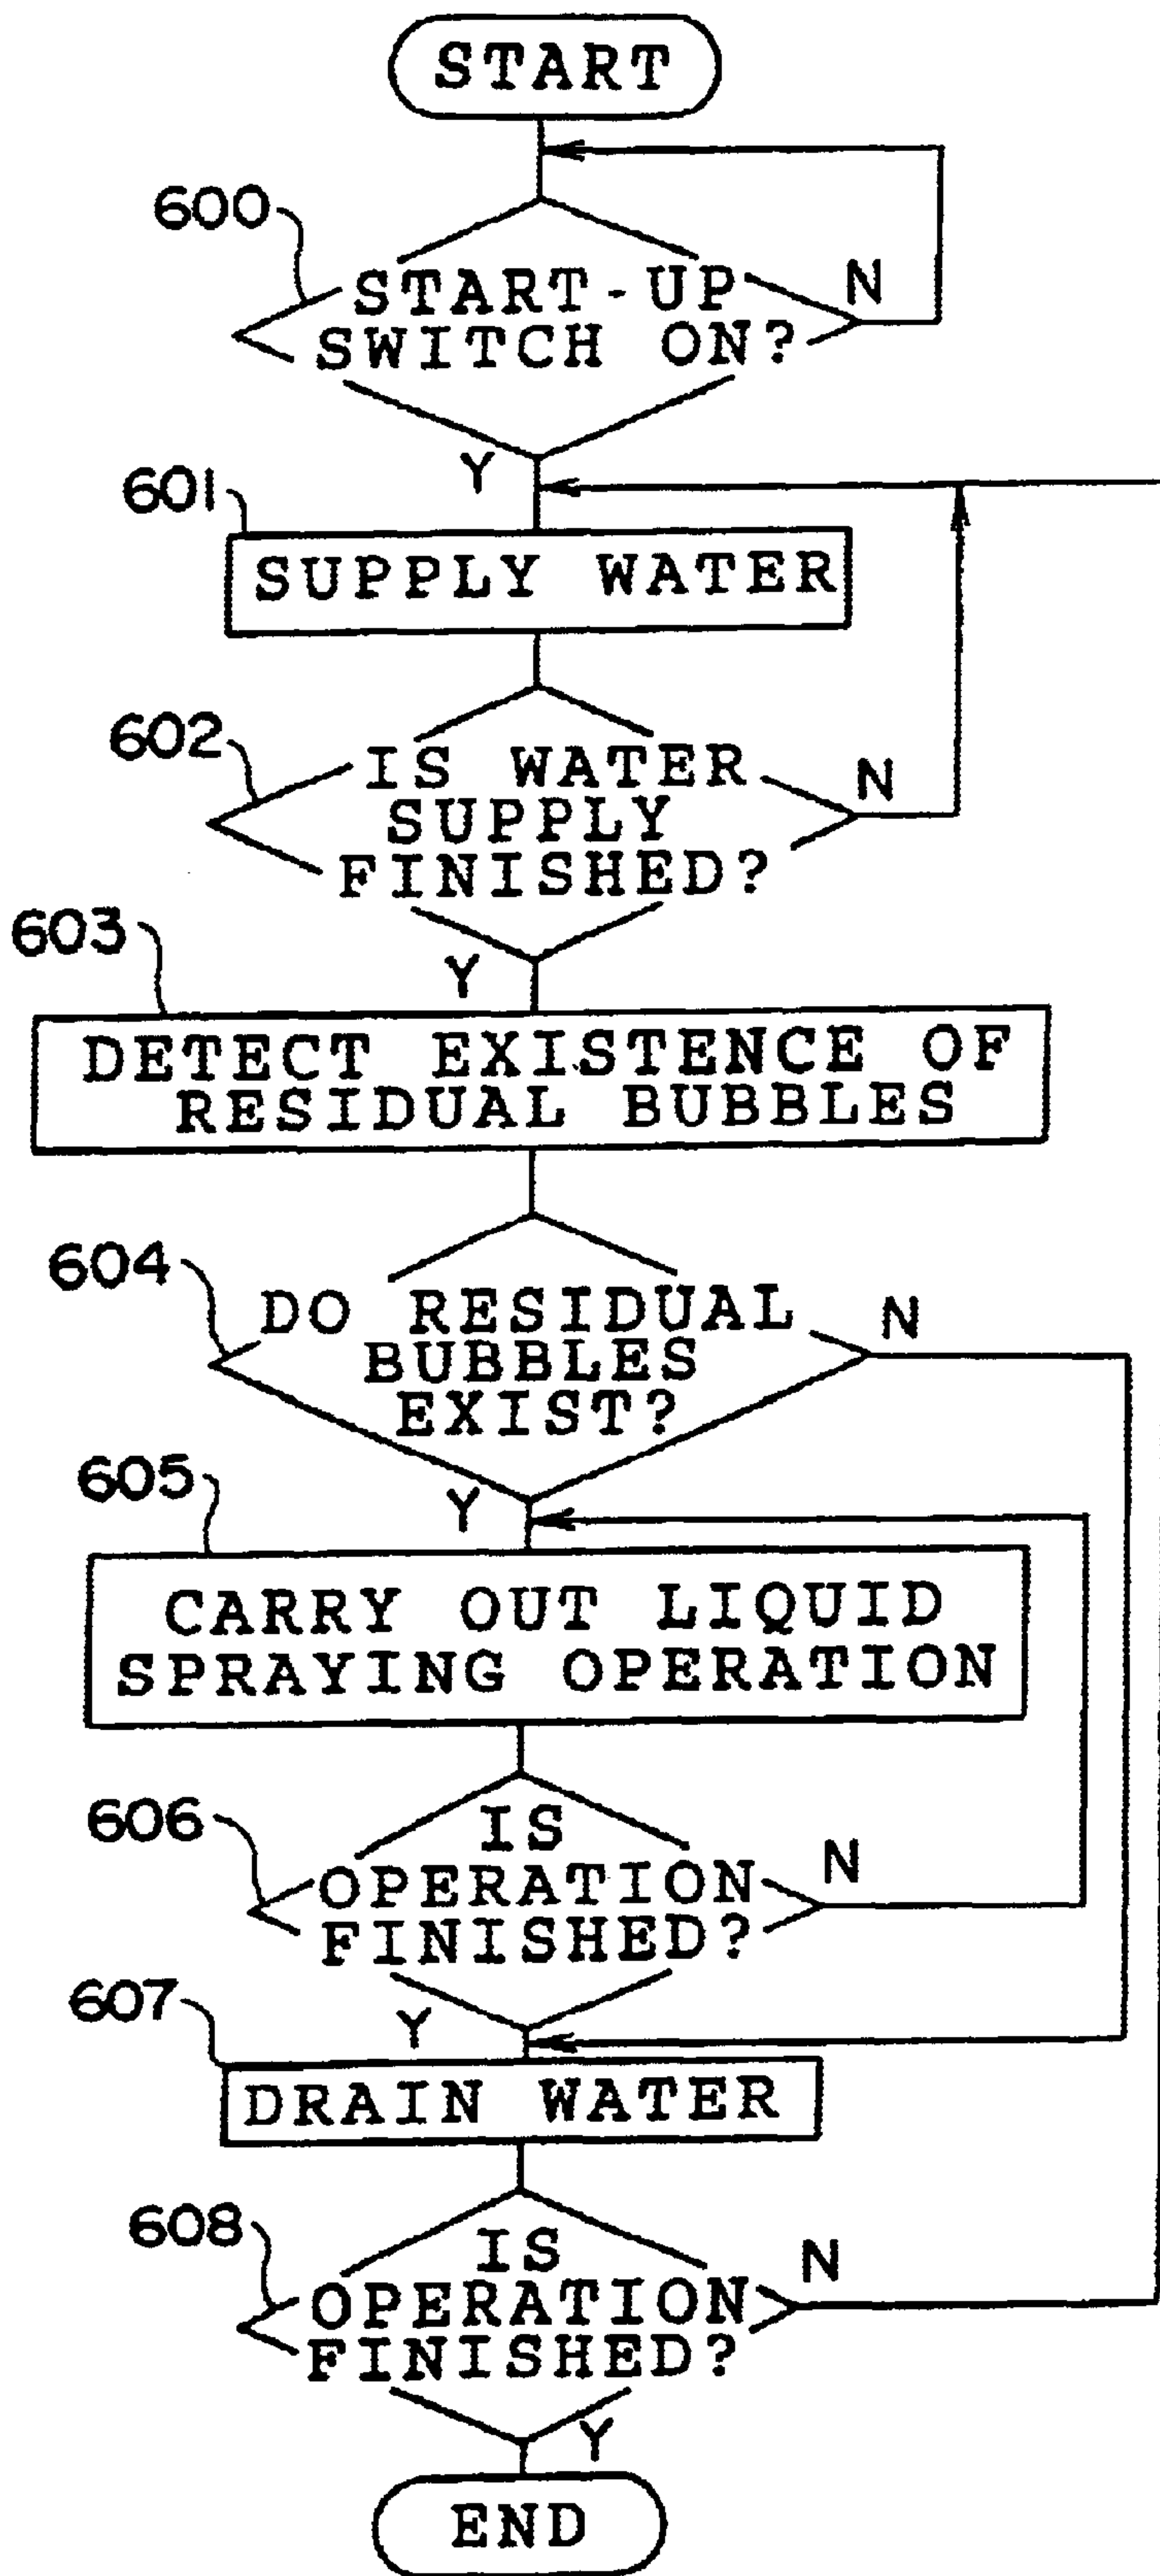 START
600
START-UP
SWITCH ON?
N
Y
601
SUPPLY WATER
602
IS WATER
SUPPLY
FINISHED?
N
Y
603
DETECT EXISTENCE OF
RESIDUAL BUBBLES
604
DO RESIDUAL
BUBBLES
EXIST?
N
Y
605
CARRY OUT LIQUID
SPRAYING OPERATION
606
IS
OPERATION
FINISHED?
N
Y
607
DRAIN WATER
608
IS
OPERATION
FINISHED?
N
Y
END